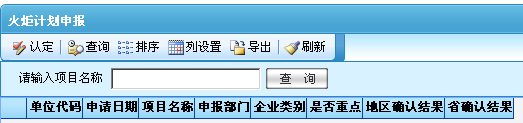 火炬计划申报
认定 查询 排序 列设置 导出 刷新
请输入项目名称 查 询
单位代码 申请日期 项目名称 申报部门 企业类别 是否重点 地区确认结果 省确认结果